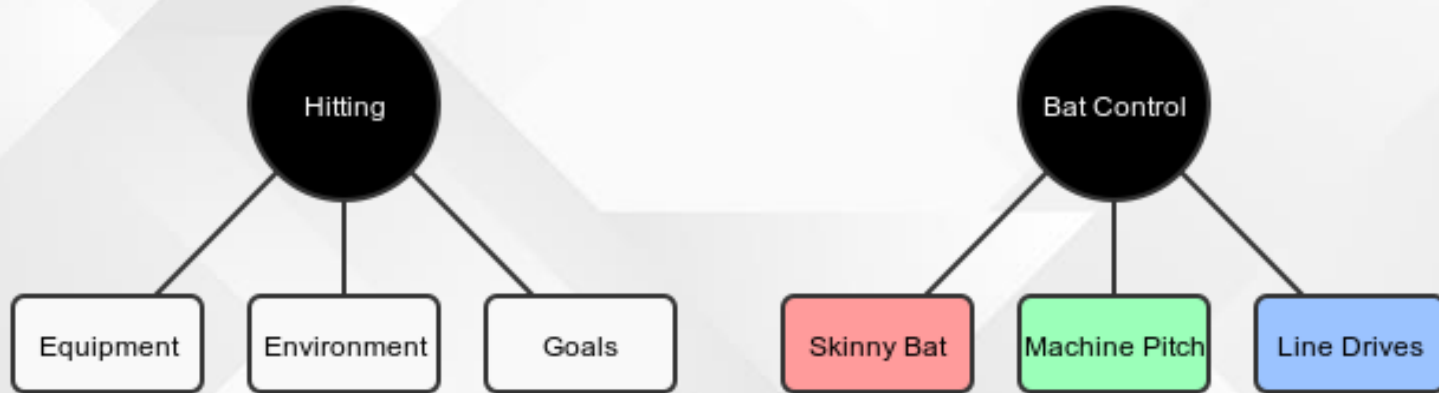 Hitting
Bat Control
Equipment
Environment
Goals
Skinny Bat
Machine Pitch
Line Drives